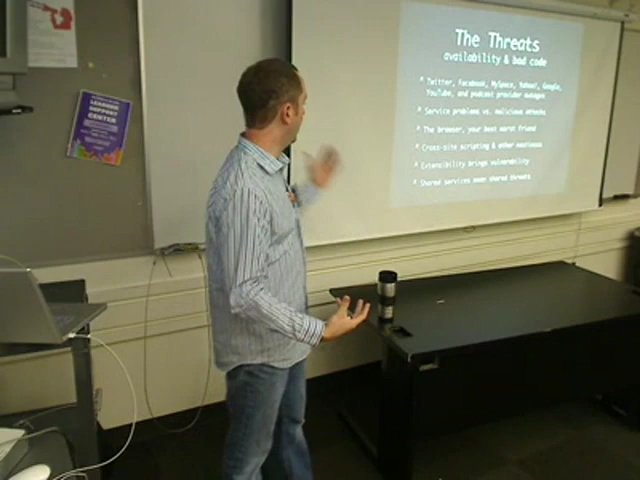 The Threats
availability & bad code
* Twitter, Facebook, MySpace, Yahoo!, Google,
YouTube, and podcast provider outages
* Service problems vs. malicious attacks
* The browser, your best worst friend
* Cross-site scripting & other nastiness
* Extensibility brings vulnerability
* Shared services mean shared threats
LEARNING
SUPPORT
CENTER